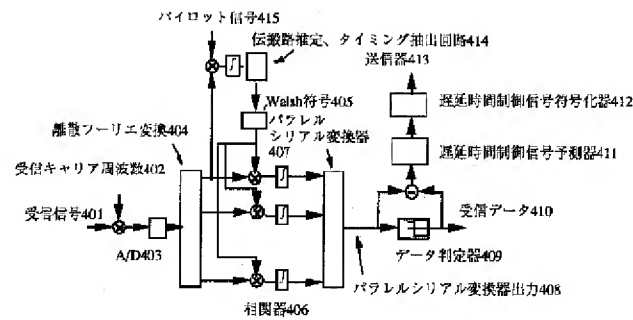 パイロット信号415
伝搬路推定、タイミング抽出回路414
送信器413
Walsh符号405
遅延時間制御信号符号化器412
パラレル
シリアル変換器
407
離散フーリエ変換404
遅延時間制御信号予測器411
受信キャリア周波数402
受信信号401
受信データ410
A/D403
データ判定器409
パラレルシリアル変換器出力408
相関器406